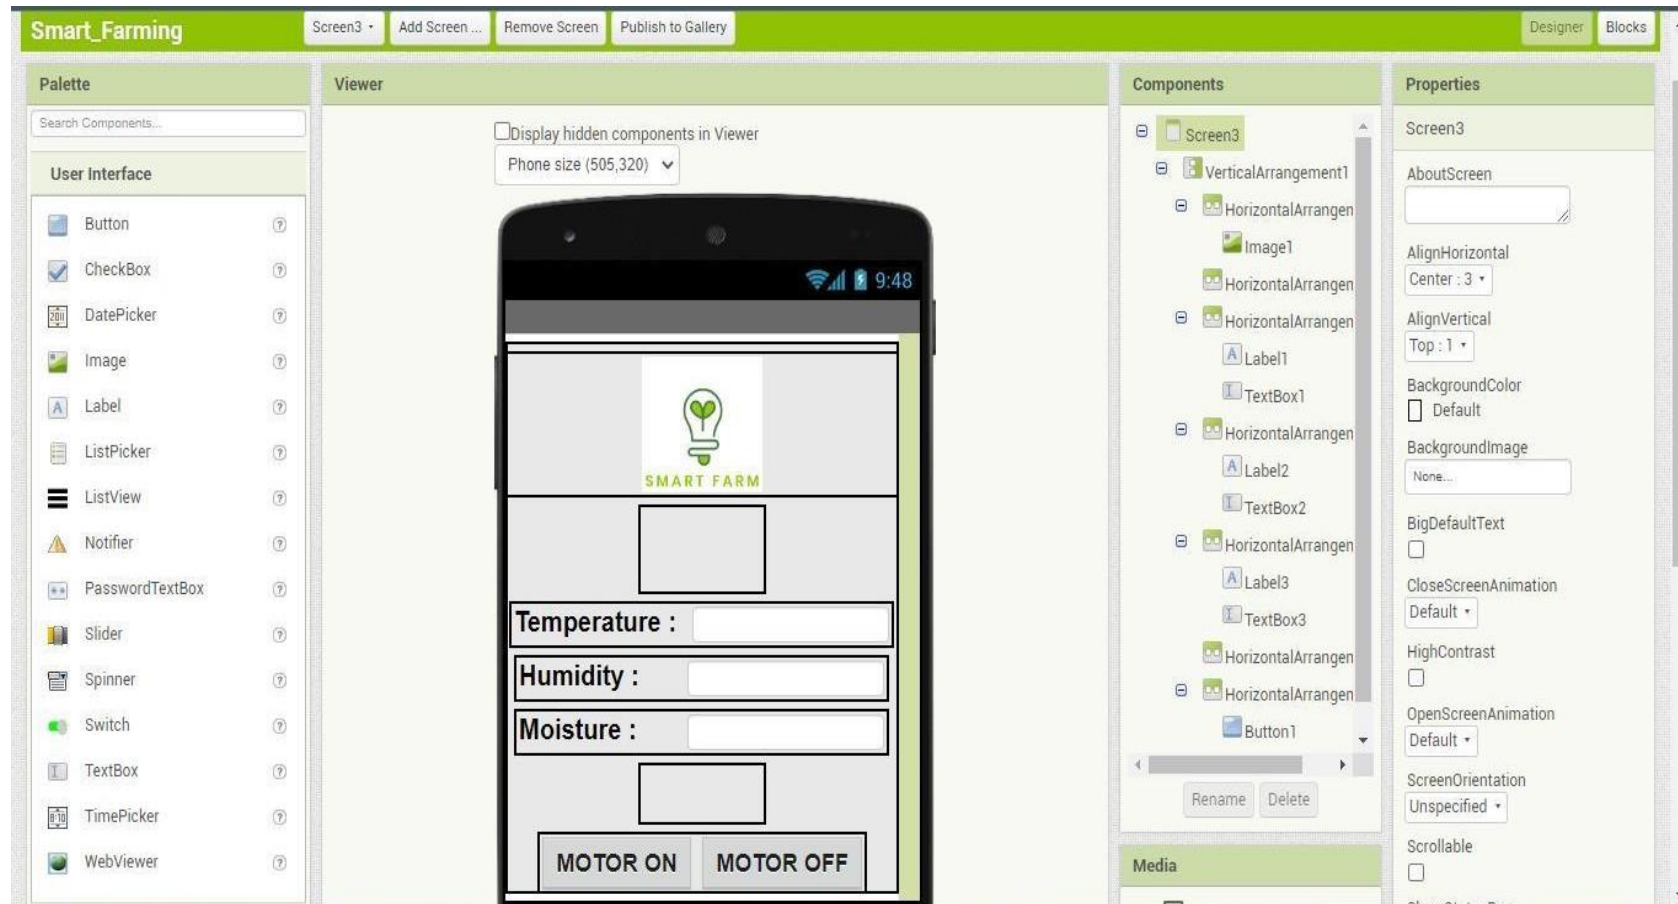 Smart_Farming
Screen3
Add Screen ...
Remove Screen
Publish to Gallery
Designer
Blocks
Palette
Search Components...
User Interface
Button
CheckBox
DatePicker
Image
Label
ListPicker
ListView
Notifier
PasswordTextBox
Slider
Spinner
Switch
TextBox
TimePicker
WebViewer
Viewer
Display hidden components in Viewer
Phone size (505,320)
9:48
SMART FARM
Temperature :
Humidity :
Moisture :
MOTOR ON
MOTOR OFF
Components
Screen3
VerticalArrangement1
HorizontalArrangen
Image1
HorizontalArrangen
HorizontalArrangen
Label1
TextBox1
HorizontalArrangen
Label2
TextBox2
HorizontalArrangen
Label3
TextBox3
HorizontalArrangen
HorizontalArrangen
Button1
Rename
Delete
Media
Properties
Screen3
AboutScreen
AlignHorizontal
Center : 3
AlignVertical
Top : 1
BackgroundColor
Default
BackgroundImage
None...
BigDefaultText
CloseScreenAnimation
Default
HighContrast
OpenScreenAnimation
Default
ScreenOrientation
Unspecified
Scrollable